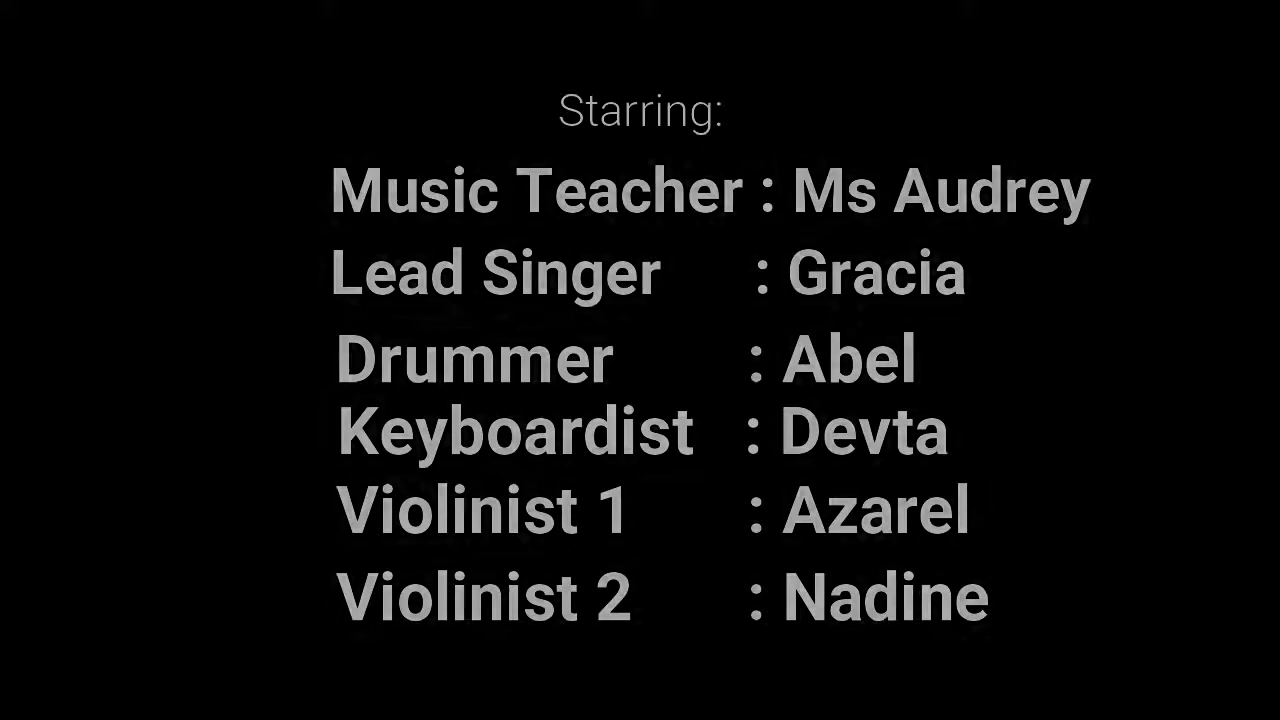 Starring:
Music Teacher : Ms Audrey
Lead Singer : Gracia
Drummer : Abel
Keyboardist : Devta
Violinist 1 : Azarel
Violinist 2 : Nadine